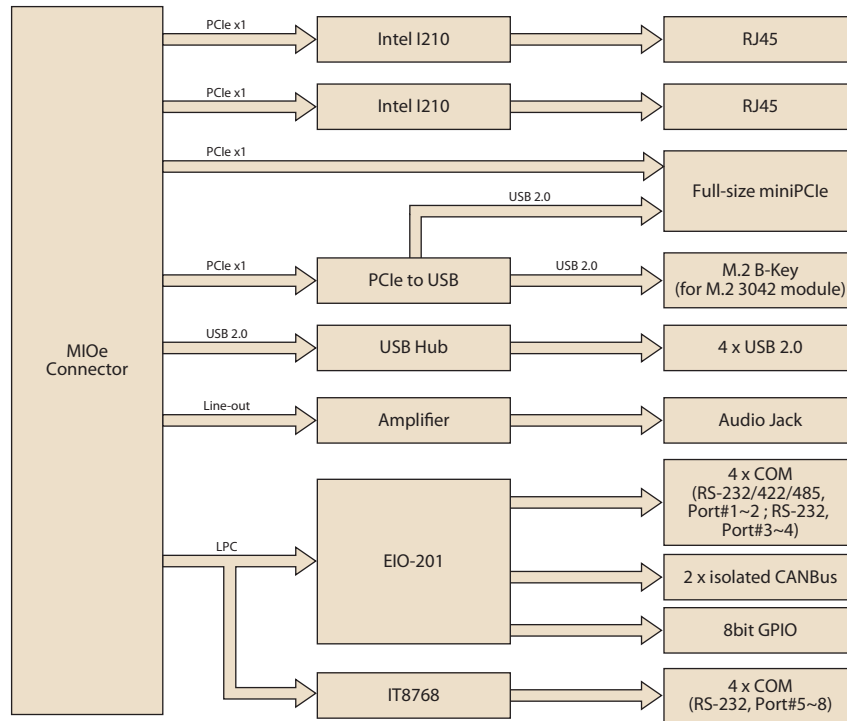 PCIe x1
Intel I210
RJ45
PCIe x1
Intel I210
RJ45
PCIe x1
Full-size miniPCIe
USB 2.0
PCIe x1
PCIe to USB
USB 2.0
M.2 B-Key
(for M.2 3042 module)
MIOe
Connector
USB 2.0
USB Hub
4 x USB 2.0
Line-out
Amplifier
Audio Jack
LPC
EIO-201
4 x COM
(RS-232/422/485,
Port#1~2 ; RS-232,
Port#3~4)
2 x isolated CANBus
8bit GPIO
IT8768
4 x COM
(RS-232, Port#5~8)